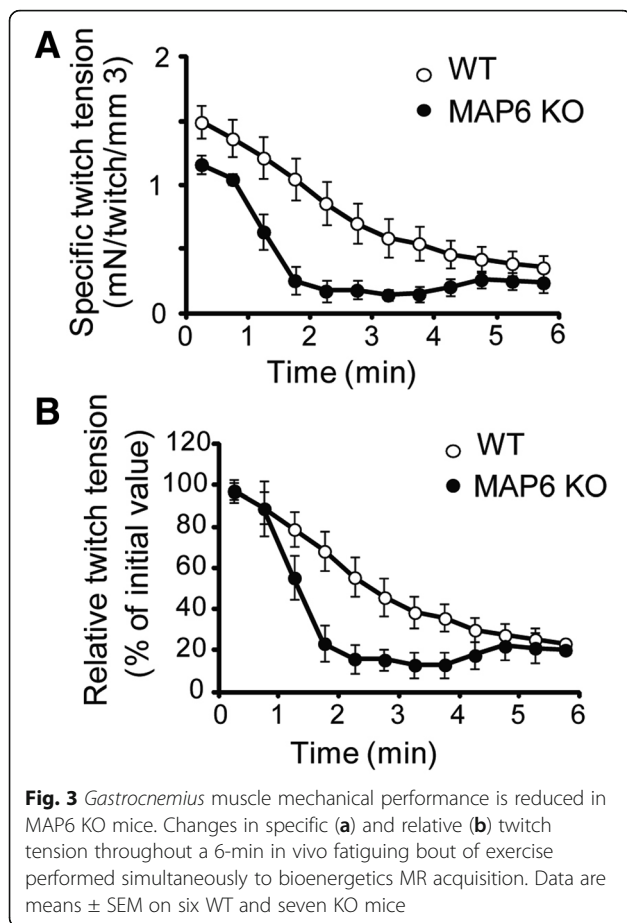 A
Specific twitch tension
(mN/twitch/mm 3)
2
1
0
WT
MAP6 KO
0 1 2 3 4 5 6
Time (min)
B
Relative twitch tension
(% of initial value)
120
100
80
60
40
20
0
WT
MAP6 KO
0 1 2 3 4 5 6
Time (min)
Fig. 3 Gastrocnemius muscle mechanical performance is reduced in
MAP6 KO mice. Changes in specific (a) and relative (b) twitch
tension throughout a 6-min in vivo fatiguing bout of exercise
performed simultaneously to bioenergetics MR acquisition. Data are
means ± SEM on six WT and seven KO mice